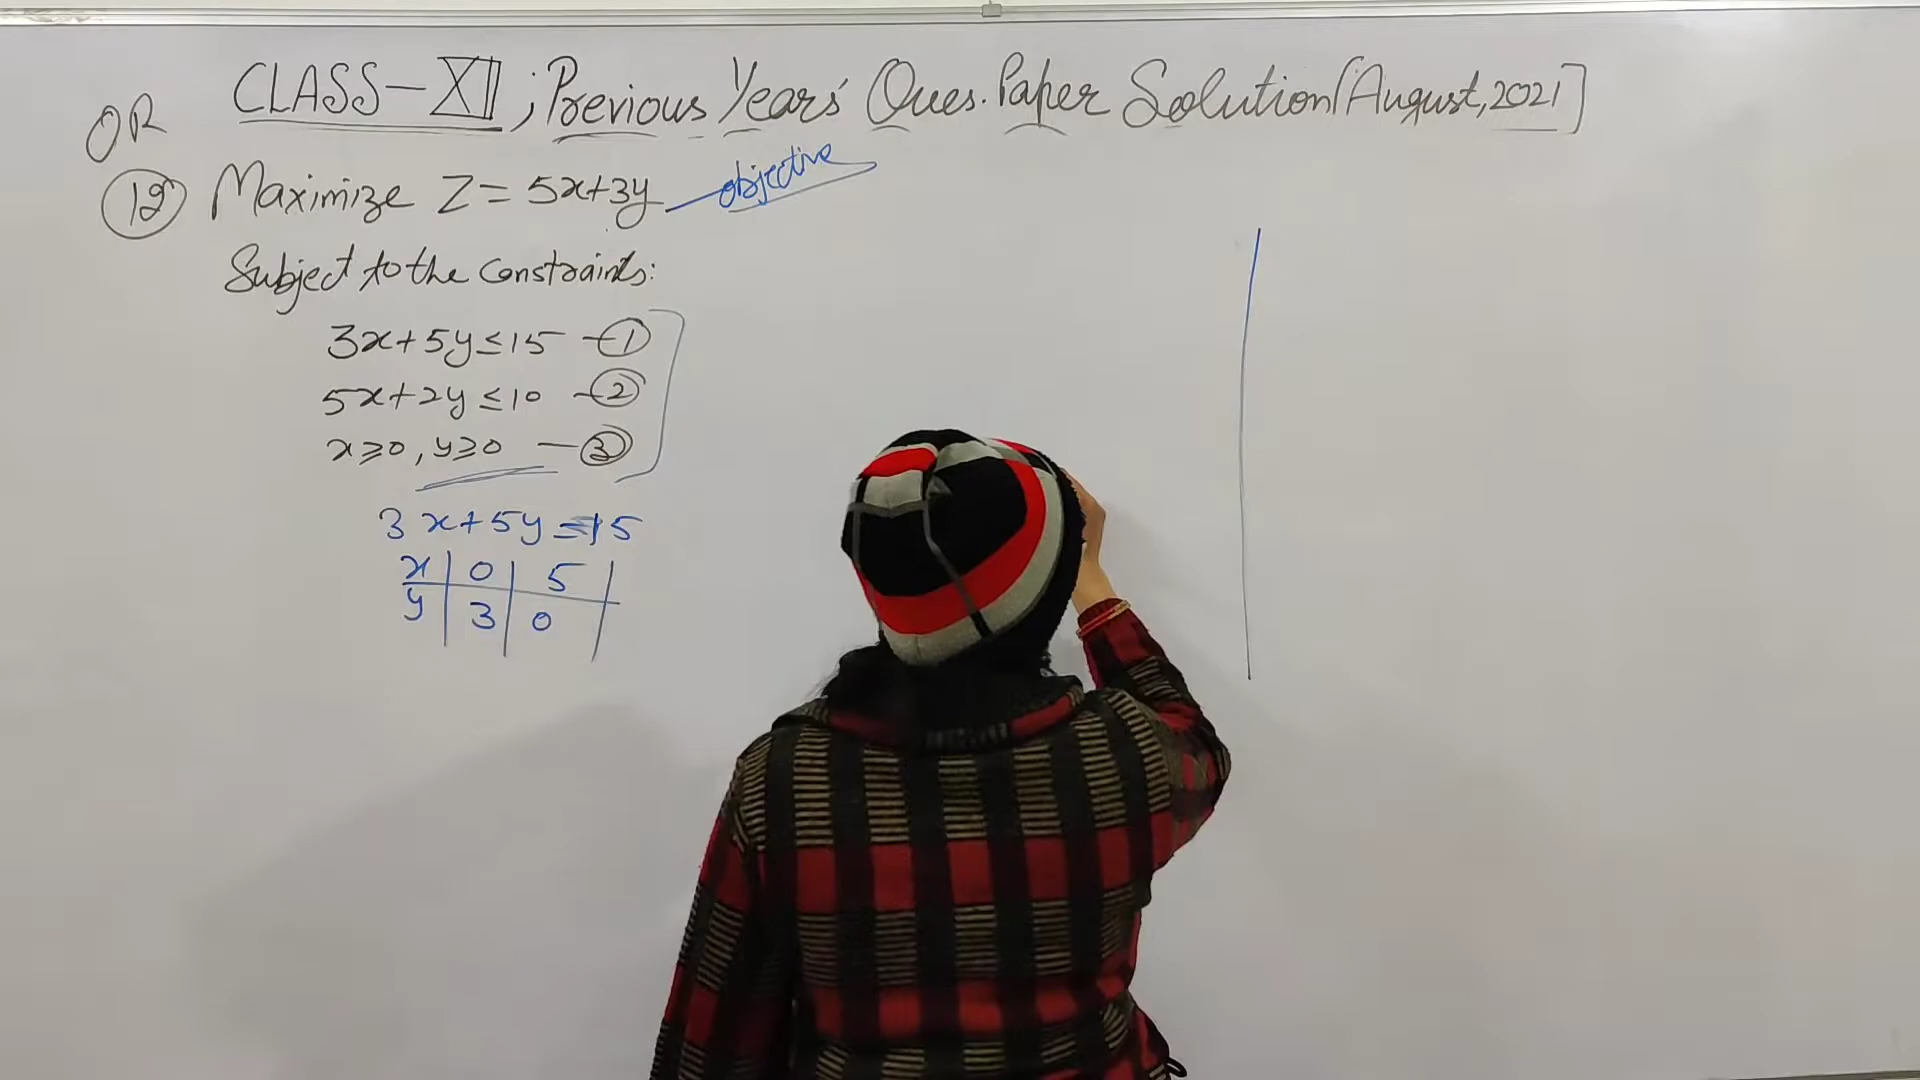 CLASS-XII; Previous Years' Ques. Paper Solution [August, 2021]
OR
12 Maximize Z = 5x+3y objective
Subject to the Constraints:
3x+5y≤15 -①
5x+2y≤10 -②
x≥0, y≥0 -③
3x+5y=15
x | 0 | 5 |
y | 3 | 0 |